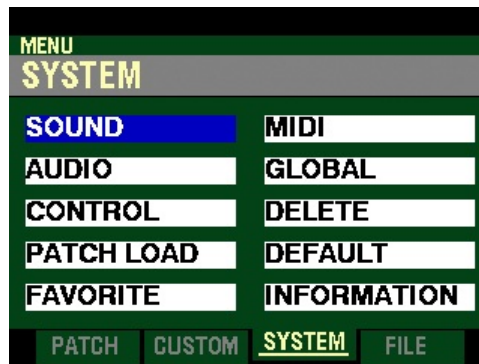 MENU
SYSTEM
SOUND MIDI
AUDIO GLOBAL
CONTROL DELETE
PATCH LOAD DEFAULT
FAVORITE INFORMATION
PATCH CUSTOM SYSTEM FILE